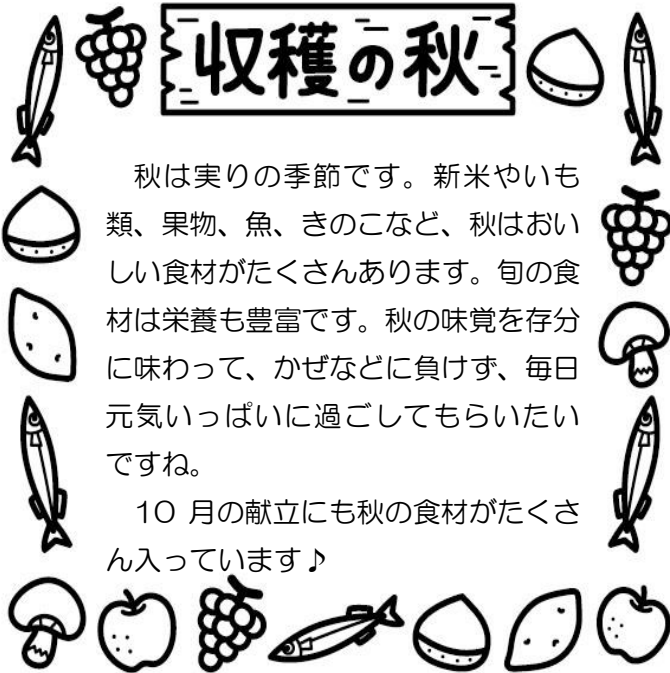 収穫の秋
秋は実りの季節です。新米やいも
類、果物、魚、きのこなど、秋はおい
しい食材がたくさんあります。旬の食
材は栄養も豊富です。秋の味覚を存分
に味わって、かぜなどに負けず、毎日
元気いっぱいに過ごしてもらいたい
ですね。
10 月の献立にも秋の食材がたくさ
ん入っています♪